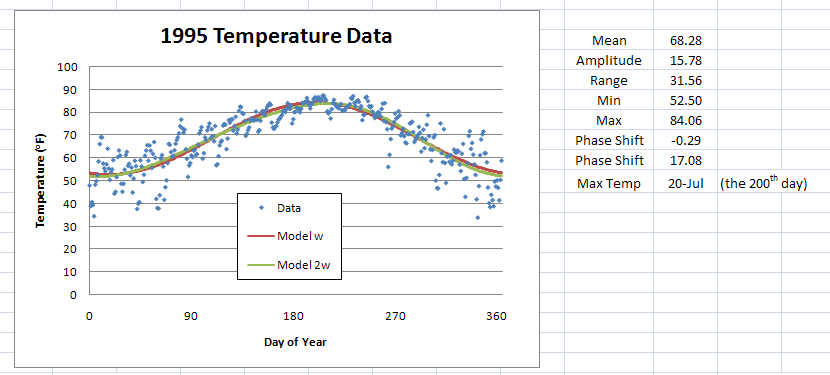 1995 Temperature Data
Temperature (°F)
100
90
80
70
60
50
40
30
20
10
0
Data
Model w
Model 2w
0 90 180 270 360
Day of Year
Mean 68.28
Amplitude 15.78
Range 31.56
Min 52.50
Max 84.06
Phase Shift -0.29
Phase Shift 17.08
Max Temp 20-Jul (the 200th day)